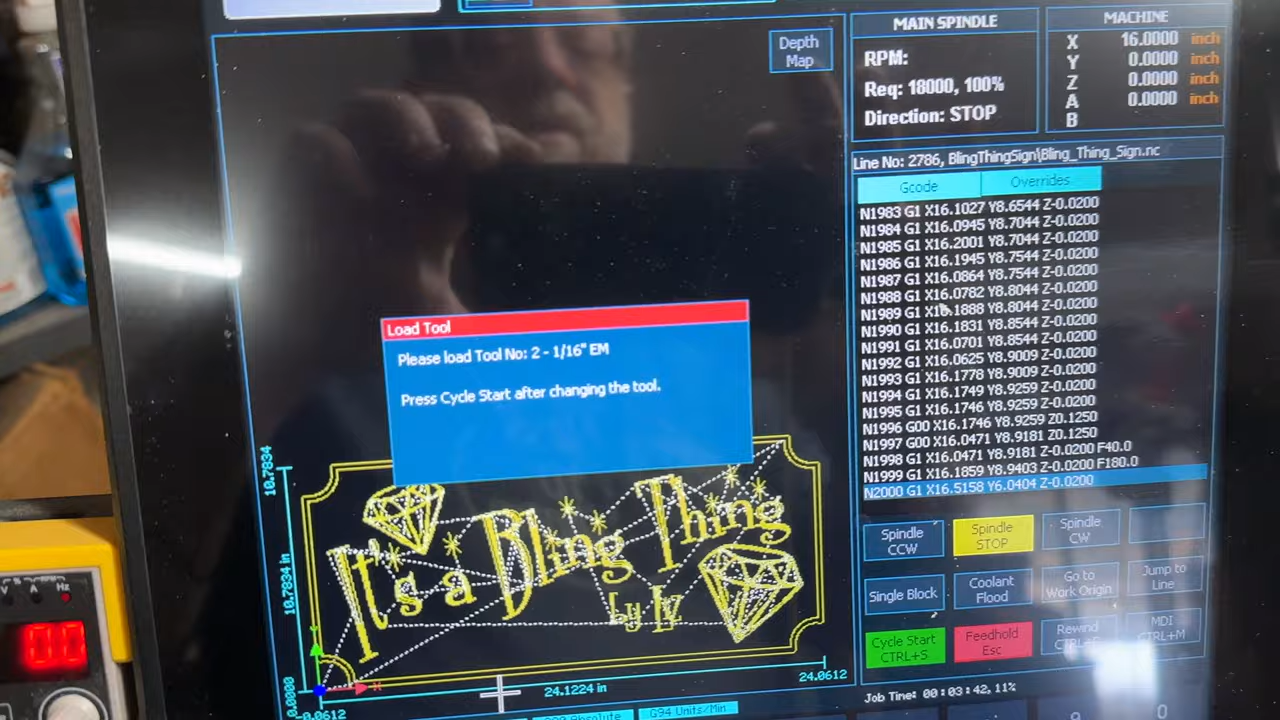 Depth
Map
MAIN SPINDLE
RPM:
Req: 18000, 100%
Direction: STOP
MACHINE
X 16.0000 inch
Y 0.0000 inch
Z 0.0000 inch
A 0.0000 inch
B
Line No: 2786, BlingThingSign\Bling_Thing_Sign.nc
Gcode Overrides
N1983 G1 X16.1027 Y8.6544 Z-0.0200
N1984 G1 X16.0945 Y8.7044 Z-0.0200
N1985 G1 X16.2001 Y8.7044 Z-0.0200
N1986 G1 X16.1945 Y8.7544 Z-0.0200
N1987 G1 X16.0864 Y8.7544 Z-0.0200
N1988 G1 X16.0782 Y8.8044 Z-0.0200
N1989 G1 X16.1888 Y8.8044 Z-0.0200
N1990 G1 X16.1831 Y8.8544 Z-0.0200
N1991 G1 X16.0701 Y8.8544 Z-0.0200
N1992 G1 X16.0625 Y8.9009 Z-0.0200
N1993 G1 X16.1778 Y8.9009 Z-0.0200
N1994 G1 X16.1749 Y8.9259 Z-0.0200
N1995 G1 X16.1746 Y8.9259 Z-0.0200
N1996 G00 X16.1746 Y8.9259 Z0.1250
N1997 G00 X16.0471 Y8.9181 Z0.1250
N1998 G1 X16.0471 Y8.9181 Z-0.0200 F40.0
N1999 G1 X16.1859 Y8.9403 Z-0.0200 F180.0
N2000 G1 X16.5158 Y6.0404 Z-0.0200
Load Tool
Please load Tool No: 2 - 1/16" EM
Press Cycle Start after changing the tool.
10.7834
10.7834 in
0.0000
It's a Bling Thing
by Liz
Y
X
-0.0612
24.1224 in
24.0612
G94 Units/Min
Spindle
CCW
Spindle
STOP
Spindle
CW
Single Block
Coolant
Flood
Go to
Work Origin
Jump to
Line
Cycle Start
CTRL+S
Feedhold
Esc
Rewind
MDI
CTRL+M
Job Time: 00:03:42, 11%
V A Hz
0.0